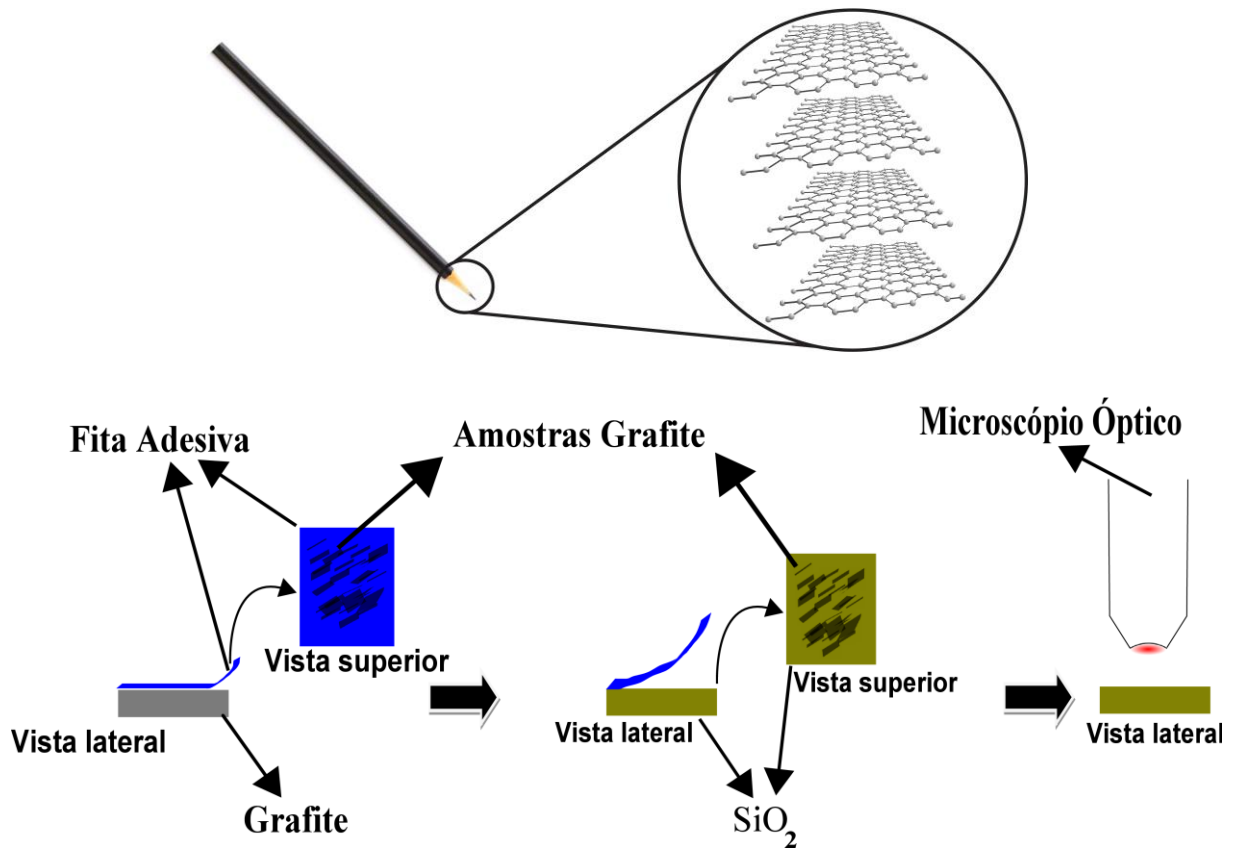 Fita Adesiva
Amostras Grafite
Microscópio Óptico
Vista superior
Vista lateral
Grafite
Vista superior
Vista lateral
SiO2
Vista lateral